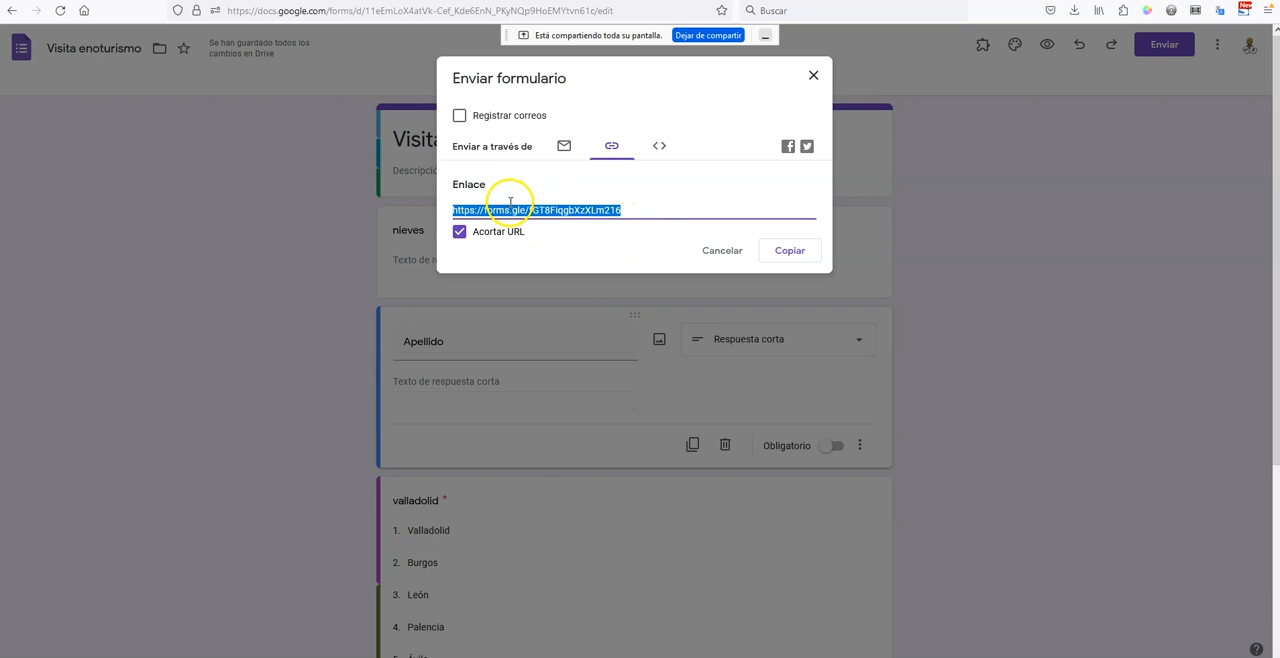 https://docs.google.com/forms/d/11eEmLoX4atVk-Cef_Kde6EnN_PKyNQp9HoEMYtvn61c/edit
Buscar
New
Visita enoturismo
Se han guardado todos los
cambios en Drive
Está compartiendo toda su pantalla.
Dejar de compartir
Enviar
Enviar formulario
Registrar correos
Enviar a través de
Enlace
Acortar URL
Cancelar
Copiar
Visita
Descripció
nieves
Texto de r
Apellido
Respuesta corta
Texto de respuesta corta
Obligatorio
valladolid *
1. Valladolid
2. Burgos
3. León
4. Palencia